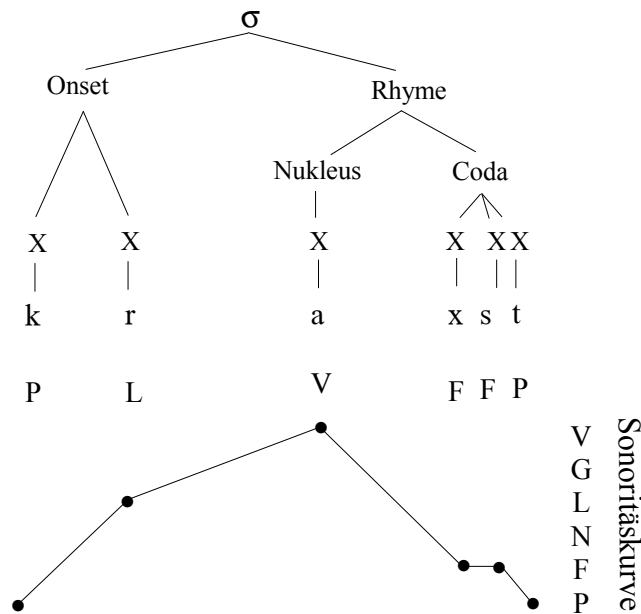 σ
Onset Rhyme
Nukleus Coda
X X X X X X
k r a x s t
P L V F F P
V
G
L
N
F
P
Sonoritäskurve